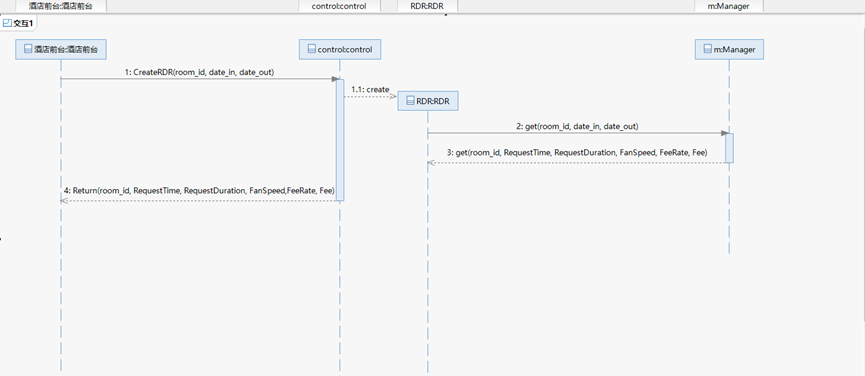 酒店前台:酒店前台 control:control RDR:RDR m:Manager
交互1
酒店前台:酒店前台 control:control m:Manager
1: CreateRDR(room_id, date_in, date_out)
1.1: create
RDR:RDR
2: get(room_id, date_in, date_out)
3: get(room_id, RequestTime, RequestDuration, FanSpeed, FeeRate, Fee)
4: Return(room_id, RequestTime, RequestDuration, FanSpeed,FeeRate, Fee)